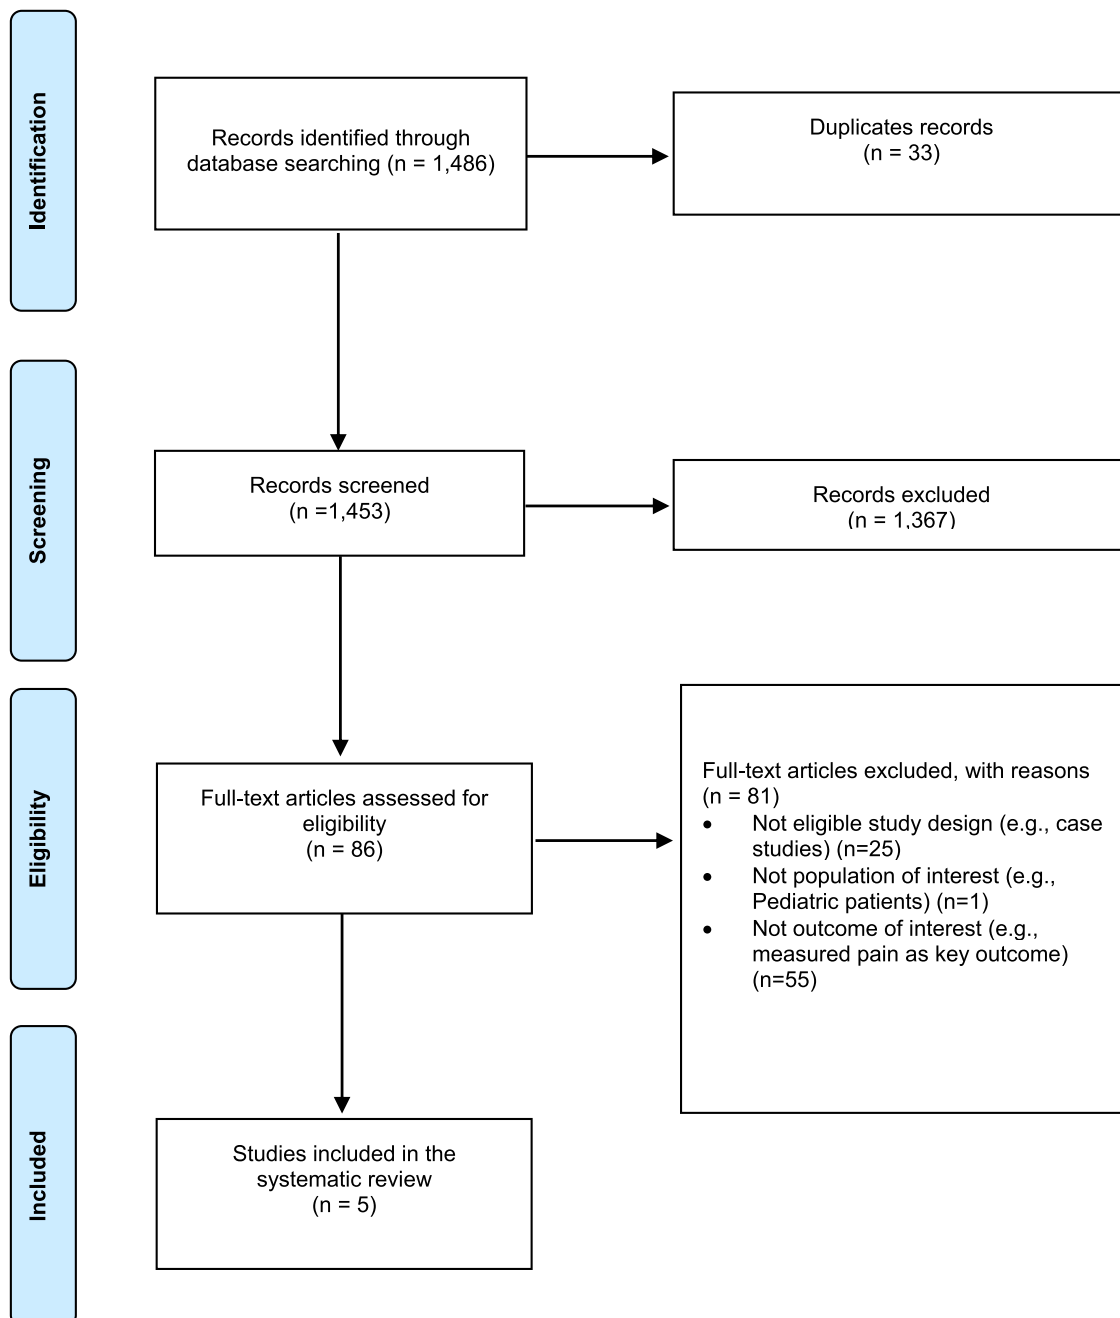 Identification
Records identified through
database searching (n = 1,486)
Duplicates records
(n = 33)
Screening
Records screened
(n =1,453)
Records excluded
(n = 1,367)
Eligibility
Full-text articles assessed for
eligibility
(n = 86)
Full-text articles excluded, with reasons
(n = 81)
• Not eligible study design (e.g., case
studies) (n=25)
• Not population of interest (e.g.,
Pediatric patients) (n=1)
• Not outcome of interest (e.g.,
measured pain as key outcome)
(n=55)
Included
Studies included in the
systematic review
(n = 5)